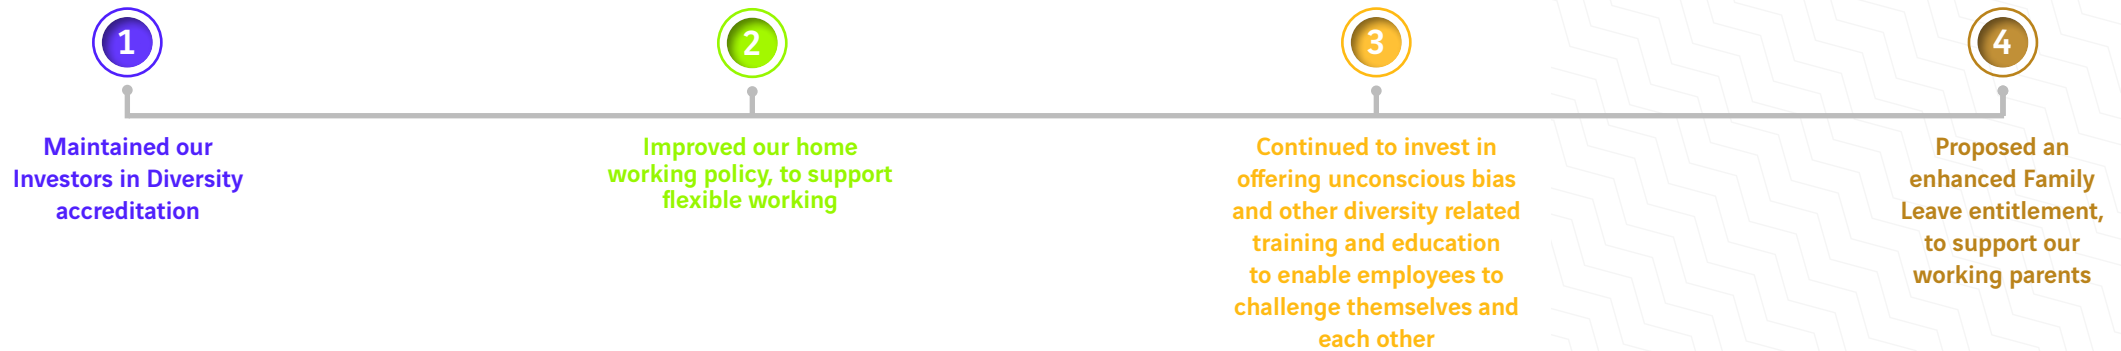 1
Maintained our
Investors in Diversity
accreditation
2
Improved our home
working policy, to support
flexible working
3
Continued to invest in
offering unconscious bias
and other diversity related
training and education
to enable employees to
challenge themselves and
each other
4
Proposed an
enhanced Family
Leave entitlement,
to support our
working parents